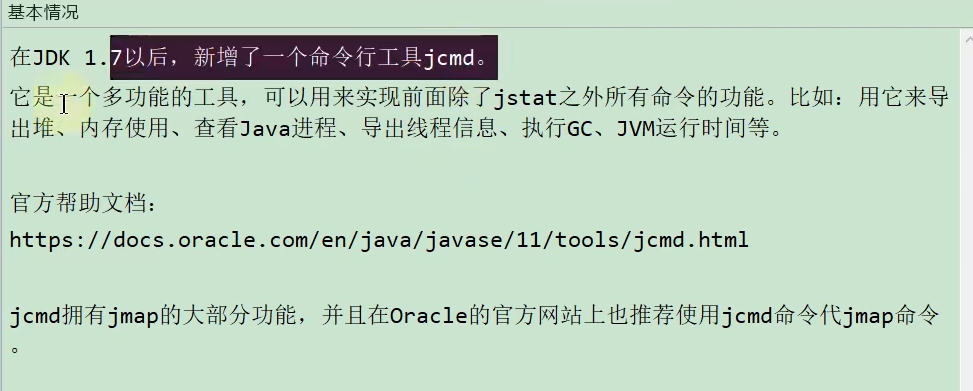 基本情况
在JDK 1.7以后，新增了一个命令行工具jcmd。
它是一个多功能的工具，可以用来实现前面除了jstat之外所有命令的功能。比如：用它来导
出堆、内存使用、查看Java进程、导出线程信息、执行GC、JVM运行时间等。
官方帮助文档：
https://docs.oracle.com/en/java/javase/11/tools/jcmd.html
jcmd拥有jmap的大部分功能，并且在Oracle的官方网站上也推荐使用jcmd命令代jmap命令
。